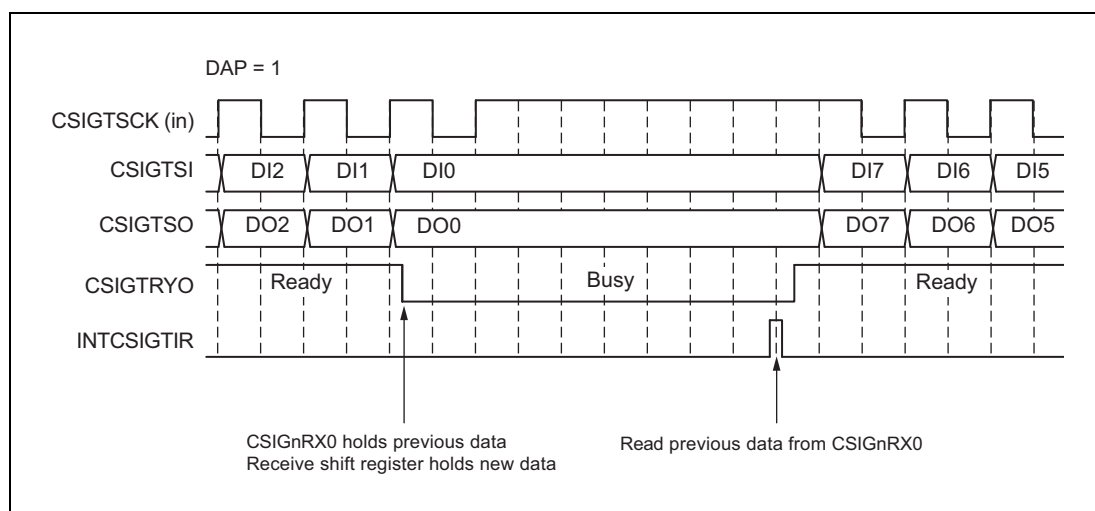 DAP = 1
CSIGTSCK (in)
CSIGTSI DI2 DI1 DI0 DI7 DI6 DI5
CSIGTSO DO2 DO1 DO0 DO7 DO6 DO5
CSIGTRYO Ready Busy Ready
INTCSIGTIR
CSIGnRX0 holds previous data
Receive shift register holds new data
Read previous data from CSIGnRX0